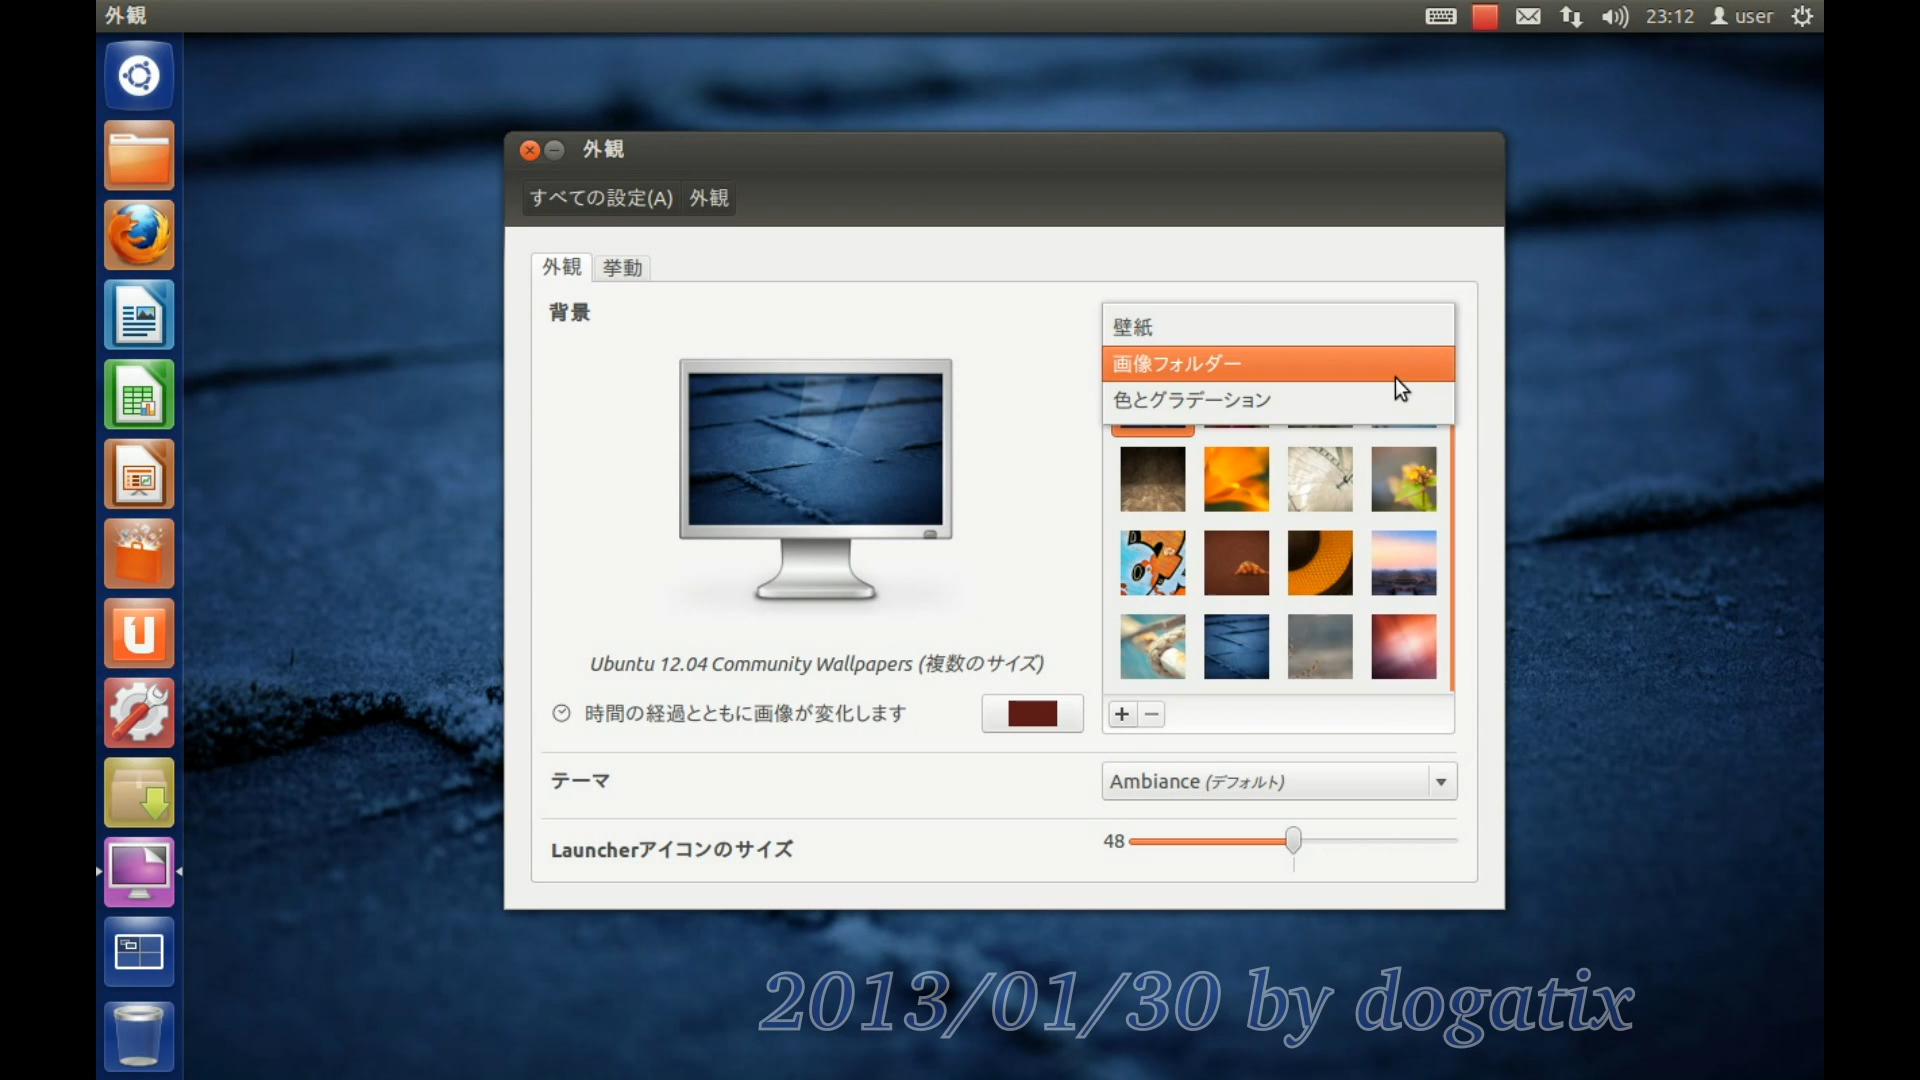 外観
23:12 user
外観
すべての設定(A) 外観
外観 挙動
背景
壁紙
画像フォルダー
色とグラデーション
Ubuntu 12.04 Community Wallpapers (複数のサイズ)
時間の経過とともに画像が変化します
テーマ
Ambiance (デフォルト)
Launcherアイコンのサイズ
48
2013/01/30 by dogatix